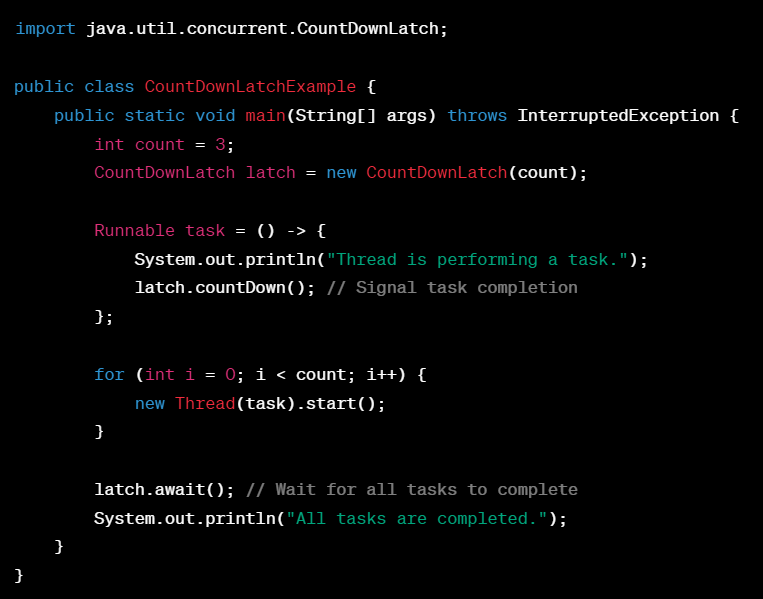 import java.util.concurrent.CountDownLatch;
public class CountDownLatchExample {
public static void main(String[] args) throws InterruptedException {
int count = 3;
CountDownLatch latch = new CountDownLatch(count);
Runnable task = () -> {
System.out.println("Thread is performing a task.");
latch.countDown(); // Signal task completion
};
for (int i = 0; i < count; i++) {
new Thread(task).start();
}
latch.await(); // Wait for all tasks to complete
System.out.println("All tasks are completed.");
}
}